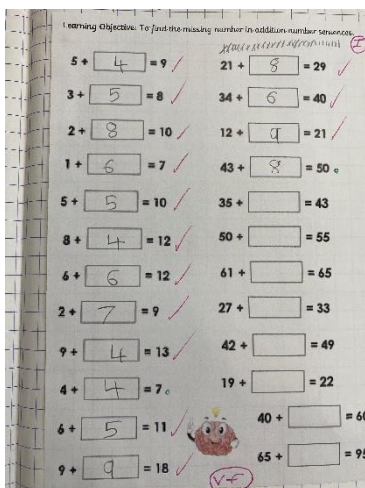 Learning Objective: To find the missing number in addition number sentences.
I
5 + 4 = 9
3 + 5 = 8
2 + 8 = 10
1 + 6 = 7
5 + 5 = 10
8 + 4 = 12
6 + 6 = 12
2 + 7 = 9
9 + 4 = 13
4 + 4 = 7
6 + 5 = 11
9 + 9 = 18
21 + 8 = 29
34 + 6 = 40
12 + 9 = 21
43 + 8 = 50
35 + = 43
50 + = 55
61 + = 65
27 + = 33
42 + = 49
19 + = 22
40 + = 60
65 + = 95
VF